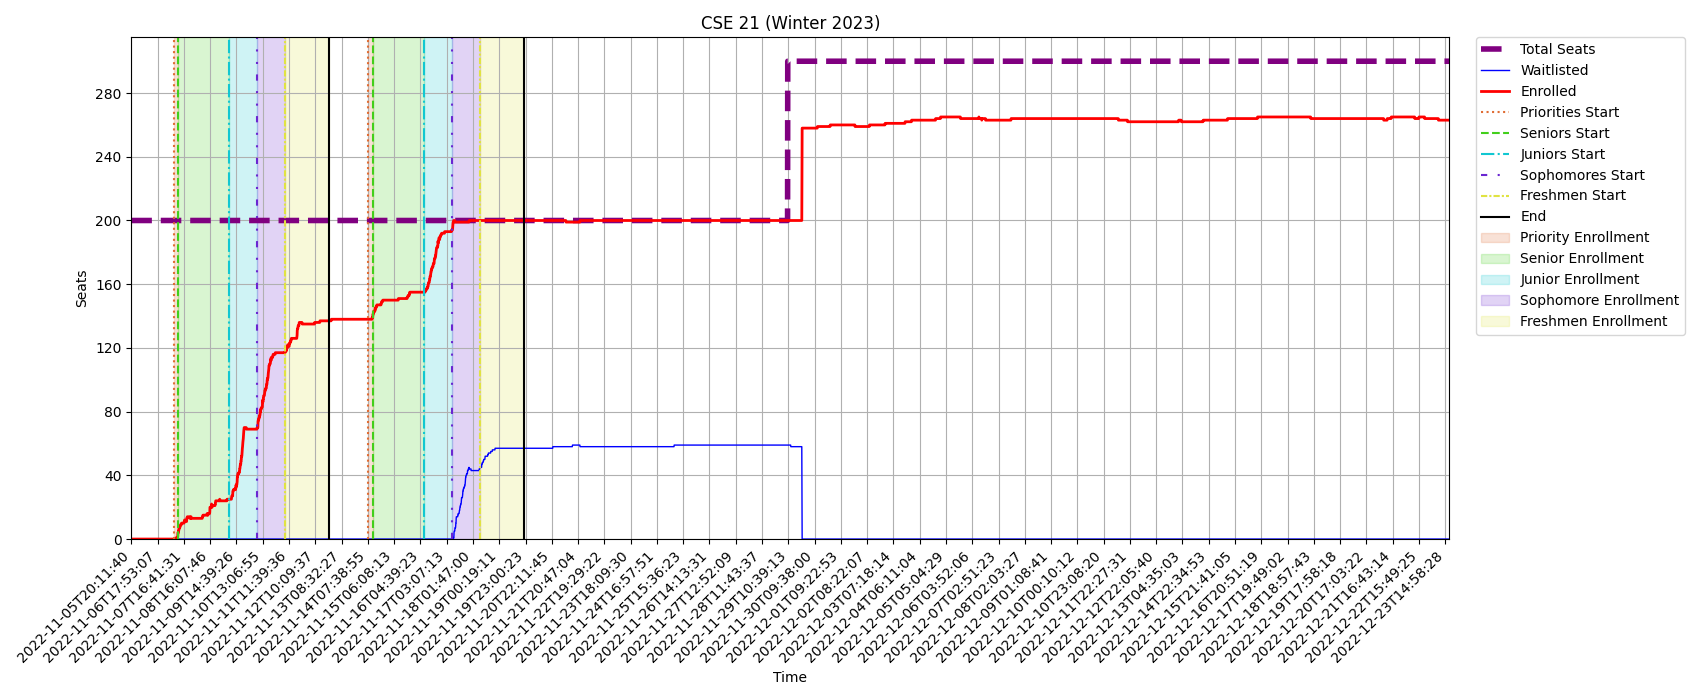 CSE 21 (Winter 2023)
Total Seats
Waitlisted
Enrolled
Priorities Start
Seniors Start
Juniors Start
Sophomores Start
Freshmen Start
End
Priority Enrollment
Senior Enrollment
Junior Enrollment
Sophomore Enrollment
Freshmen Enrollment
Seats
280
240
200
160
120
80
40
0
2022-11-05T20:11:40
2022-11-06T17:53:07
2022-11-07T16:41:31
2022-11-08T16:07:46
2022-11-09T14:39:26
2022-11-10T13:06:55
2022-11-11T11:39:36
2022-11-12T10:09:37
2022-11-13T08:32:27
2022-11-14T07:38:55
2022-11-15T06:08:13
2022-11-16T04:39:23
2022-11-17T03:07:13
2022-11-18T01:47:00
2022-11-19T00:19:11
2022-11-19T23:00:23
2022-11-20T22:11:45
2022-11-21T20:47:04
2022-11-22T19:29:22
2022-11-23T18:09:30
2022-11-24T16:57:51
2022-11-25T15:36:23
2022-11-26T14:13:31
2022-11-27T12:52:09
2022-11-28T11:43:37
2022-11-29T10:39:13
2022-11-30T09:38:00
2022-12-01T09:22:53
2022-12-02T08:22:07
2022-12-03T07:18:14
2022-12-04T06:11:04
2022-12-05T05:04:29
2022-12-06T03:52:06
2022-12-07T02:51:23
2022-12-08T02:03:27
2022-12-09T01:08:41
2022-12-10T00:10:12
2022-12-10T23:08:20
2022-12-11T22:27:31
2022-12-12T22:05:40
2022-12-13T04:35:03
2022-12-14T22:34:53
2022-12-15T21:41:05
2022-12-16T20:51:19
2022-12-17T19:49:02
2022-12-18T18:57:43
2022-12-19T17:58:18
2022-12-20T17:03:22
2022-12-21T16:43:14
2022-12-22T15:49:25
2022-12-23T14:58:28
Time